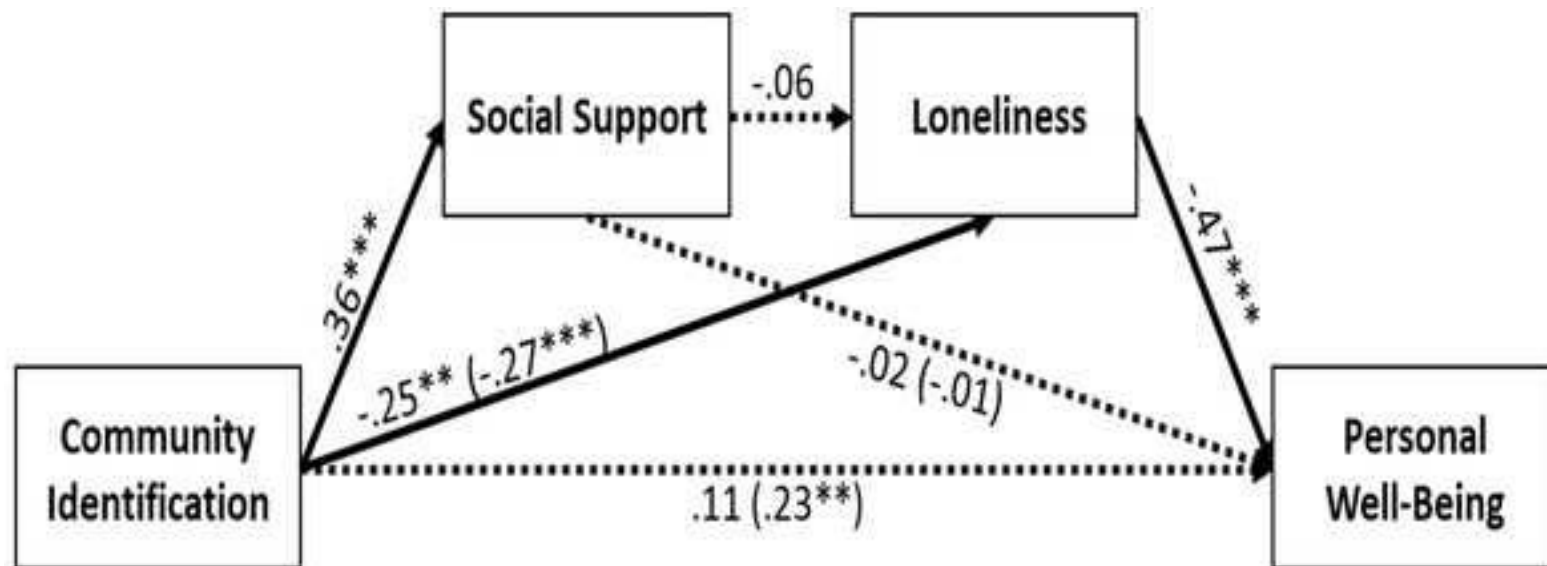 Social Support
-.06
Loneliness
.36***
-.47***
-.25** (-.27***)
-.02 (-.01)
Community
Identification
.11 (.23**)
Personal
Well-Being